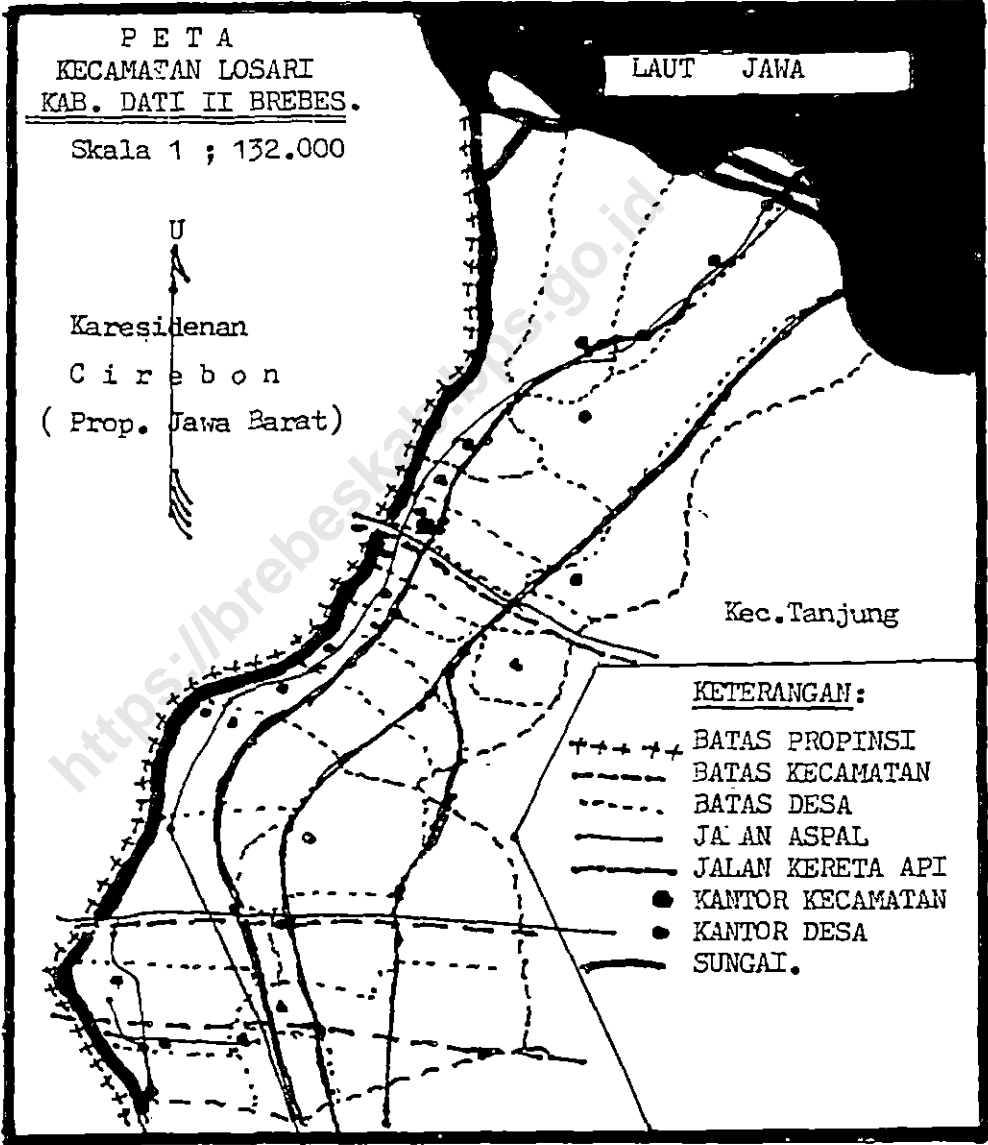 P E T A
KECAMATAN LOSARI
KAB. DATI II BREBES.
Skala 1 ; 132.000
LAUT JAWA
U
Karesidenan
C i r e b o n
( Prop. Jawa Barat)
Kec.Tanjung
KETERANGAN:
BATAS PROPINSI
BATAS KECAMATAN
BATAS DESA
JALAN ASPAL
JALAN KERETA API
KANTOR KECAMATAN
KANTOR DESA
SUNGAI.
https://brebeskab.bps.go.id